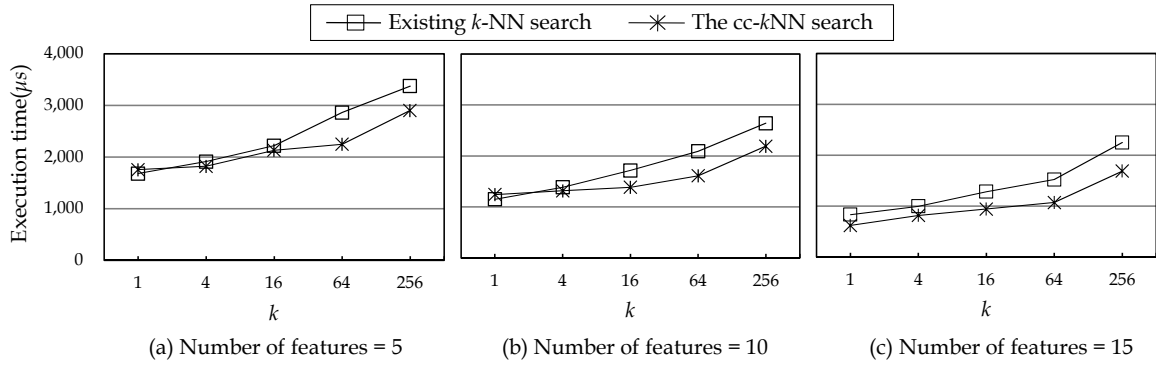 Existing k-NN search The cc-kNN search
Execution time(μs)
4,000
3,000
2,000
1,000
0
1 4 16 64 256
k
(a) Number of features = 5
1 4 16 64 256
k
(b) Number of features = 10
1 4 16 64 256
k
(c) Number of features = 15